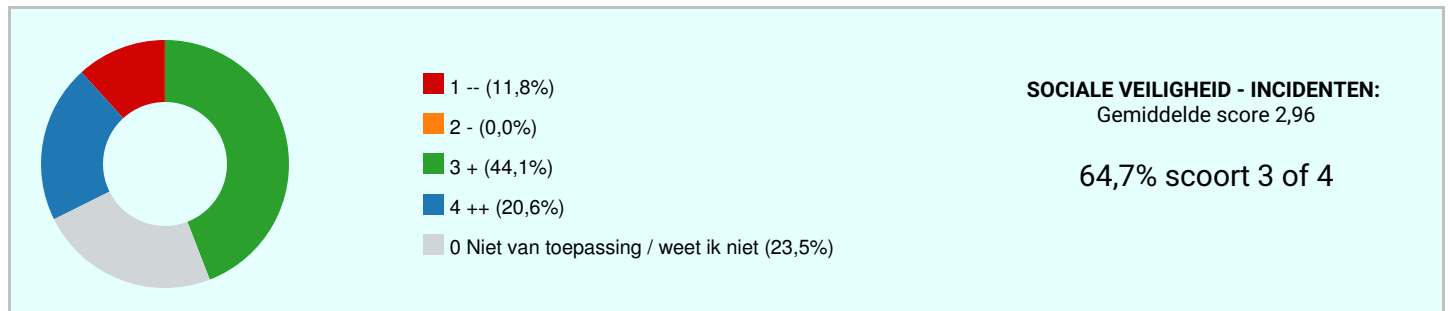 1 -- (11,8%)
2 - (0,0%)
3 + (44,1%)
4 ++ (20,6%)
0 Niet van toepassing / weet ik niet (23,5%)
SOCIALE VEILIGHEID - INCIDENTEN:
Gemiddelde score 2,96
64,7% scoort 3 of 4